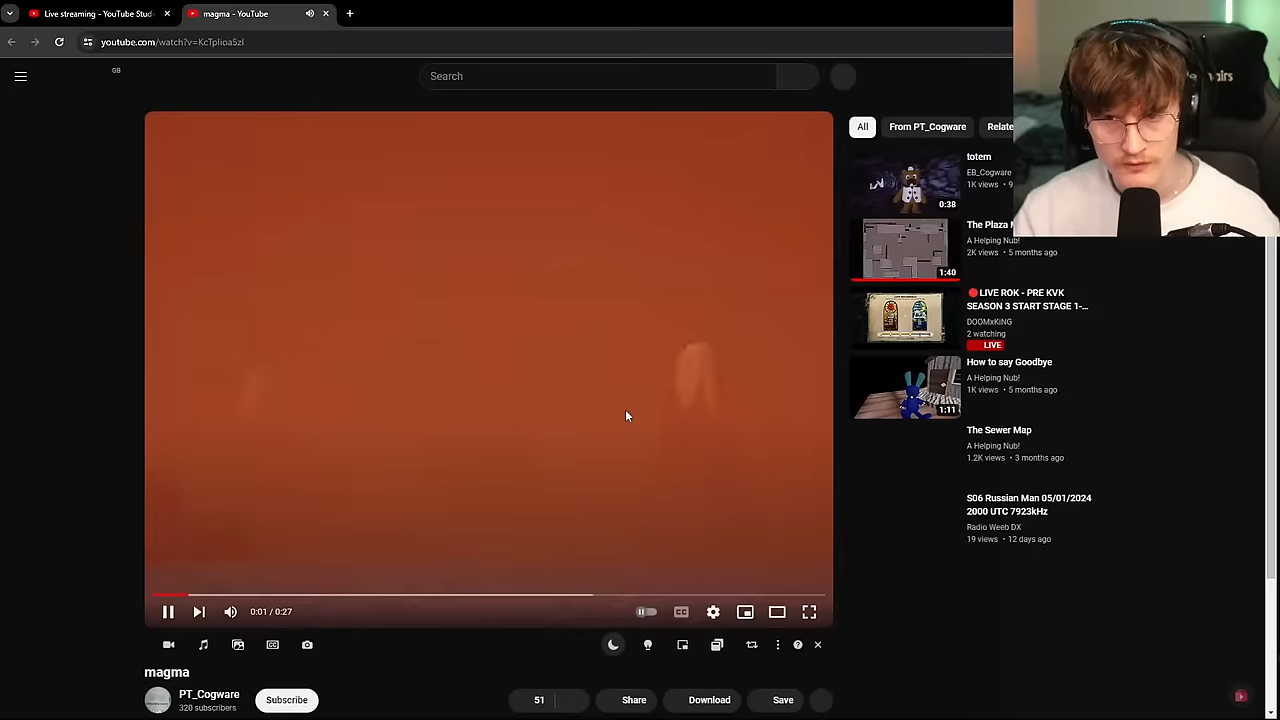 Live streaming - YouTube Stud
magma - YouTube
youtube.com/watch?v=KcTplioa5zI
GB
Search
All
From PT_Cogware
Relate
totem
EB_Cogware
1K views • 9
0:38
The Plaza M
A Helping Nub!
2K views • 5 months ago
1:40
🔴LIVE ROK - PRE KVK
SEASON 3 START STAGE 1-...
DOOMxKiNG
2 watching
LIVE
How to say Goodbye
A Helping Nub!
1K views • 5 months ago
1:11
The Sewer Map
A Helping Nub!
1.2K views • 3 months ago
S06 Russian Man 05/01/2024
2000 UTC 7923kHz
Radio Weeb DX
19 views • 12 days ago
0:01 / 0:27
magma
PT_Cogware
320 subscribers
Subscribe
51
Share
Download
Save